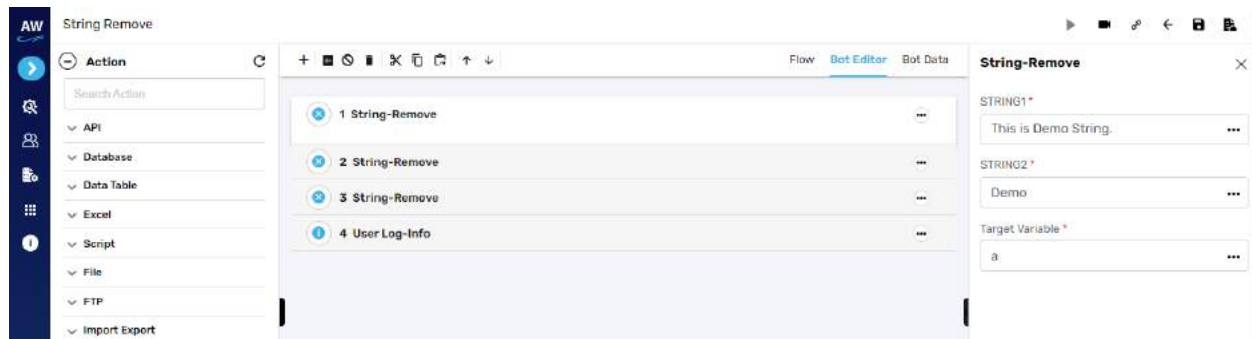 AW
String Remove
Action
Search Action
API
Database
Data Table
Excel
Script
File
FTP
Import Export
Flow Bot Editor Bot Data
1 String-Remove
2 String-Remove
3 String-Remove
4 User Log-Info
String-Remove
STRING1 *
This is Demo String.
STRING2 *
Demo
Target Variable *
a